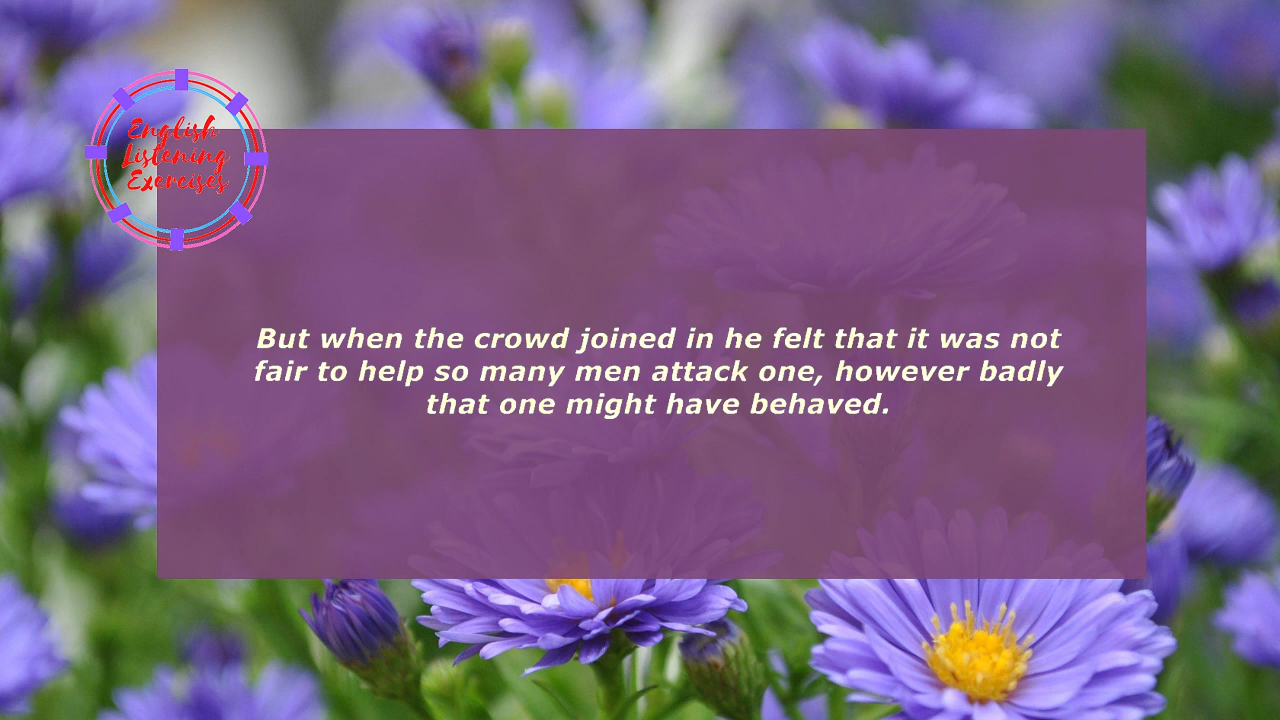 English
Listening
Exercises
But when the crowd joined in he felt that it was not
fair to help so many men attack one, however badly
that one might have behaved.